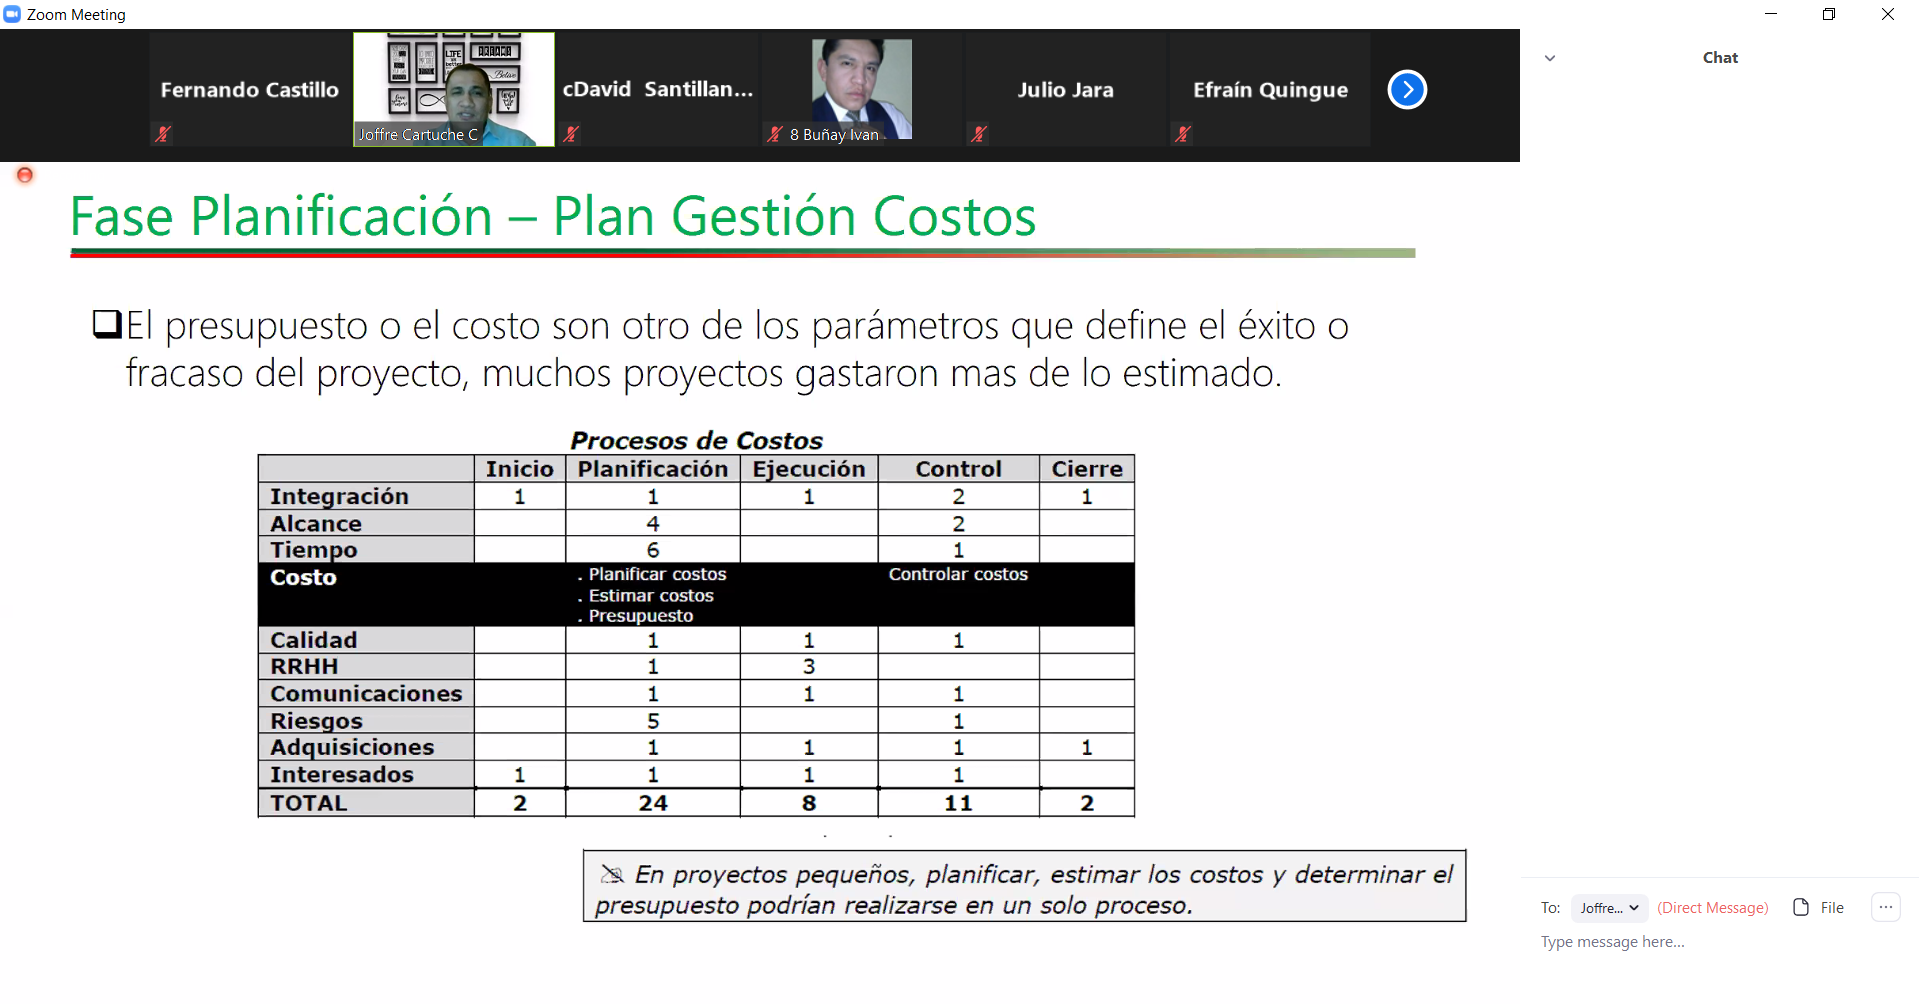 Zoom Meeting
Fernando Castillo
Joffre Cartuche C
cDavid Santillan...
8 Buñay Ivan
Julio Jara
Efraín Quingue
Chat
Fase Planificación – Plan Gestión Costos
El presupuesto o el costo son otro de los parámetros que define el éxito o
fracaso del proyecto, muchos proyectos gastaron mas de lo estimado.
Procesos de Costos
Inicio Planificación Ejecución Control Cierre
Integración 1 1 1 2 1
Alcance 4 2
Tiempo 6 1
Costo . Planificar costos Controlar costos
. Estimar costos
. Presupuesto
Calidad 1 1 1
RRHH 1 3
Comunicaciones 1 1 1
Riesgos 5 1
Adquisiciones 1 1 1 1
Interesados 1 1 1 1
TOTAL 2 24 8 11 2
En proyectos pequeños, planificar, estimar los costos y determinar el
presupuesto podrían realizarse en un solo proceso.
To: Joffre... (Direct Message) File ...
Type message here...